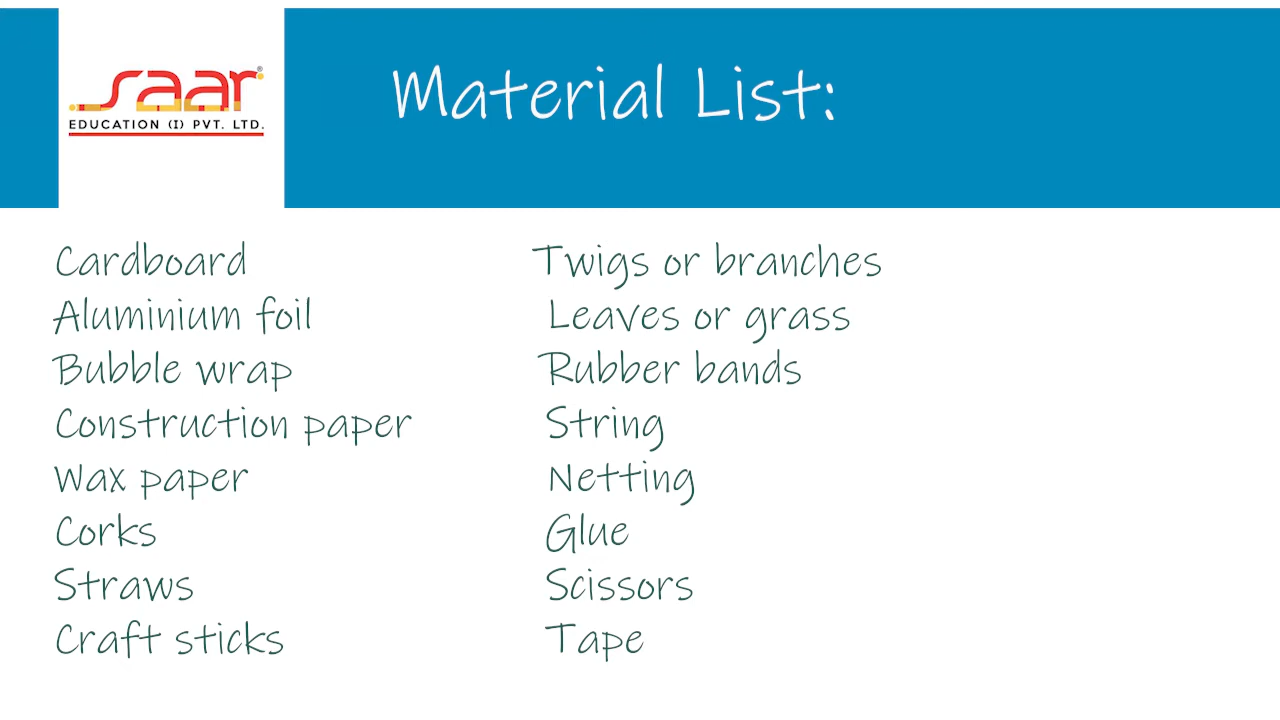 saar®
EDUCATION (I) PVT. LTD.
Material List:
Cardboard
Aluminium foil
Bubble wrap
Construction paper
Wax paper
Corks
Straws
Craft sticks
Twigs or branches
Leaves or grass
Rubber bands
String
Netting
Glue
Scissors
Tape